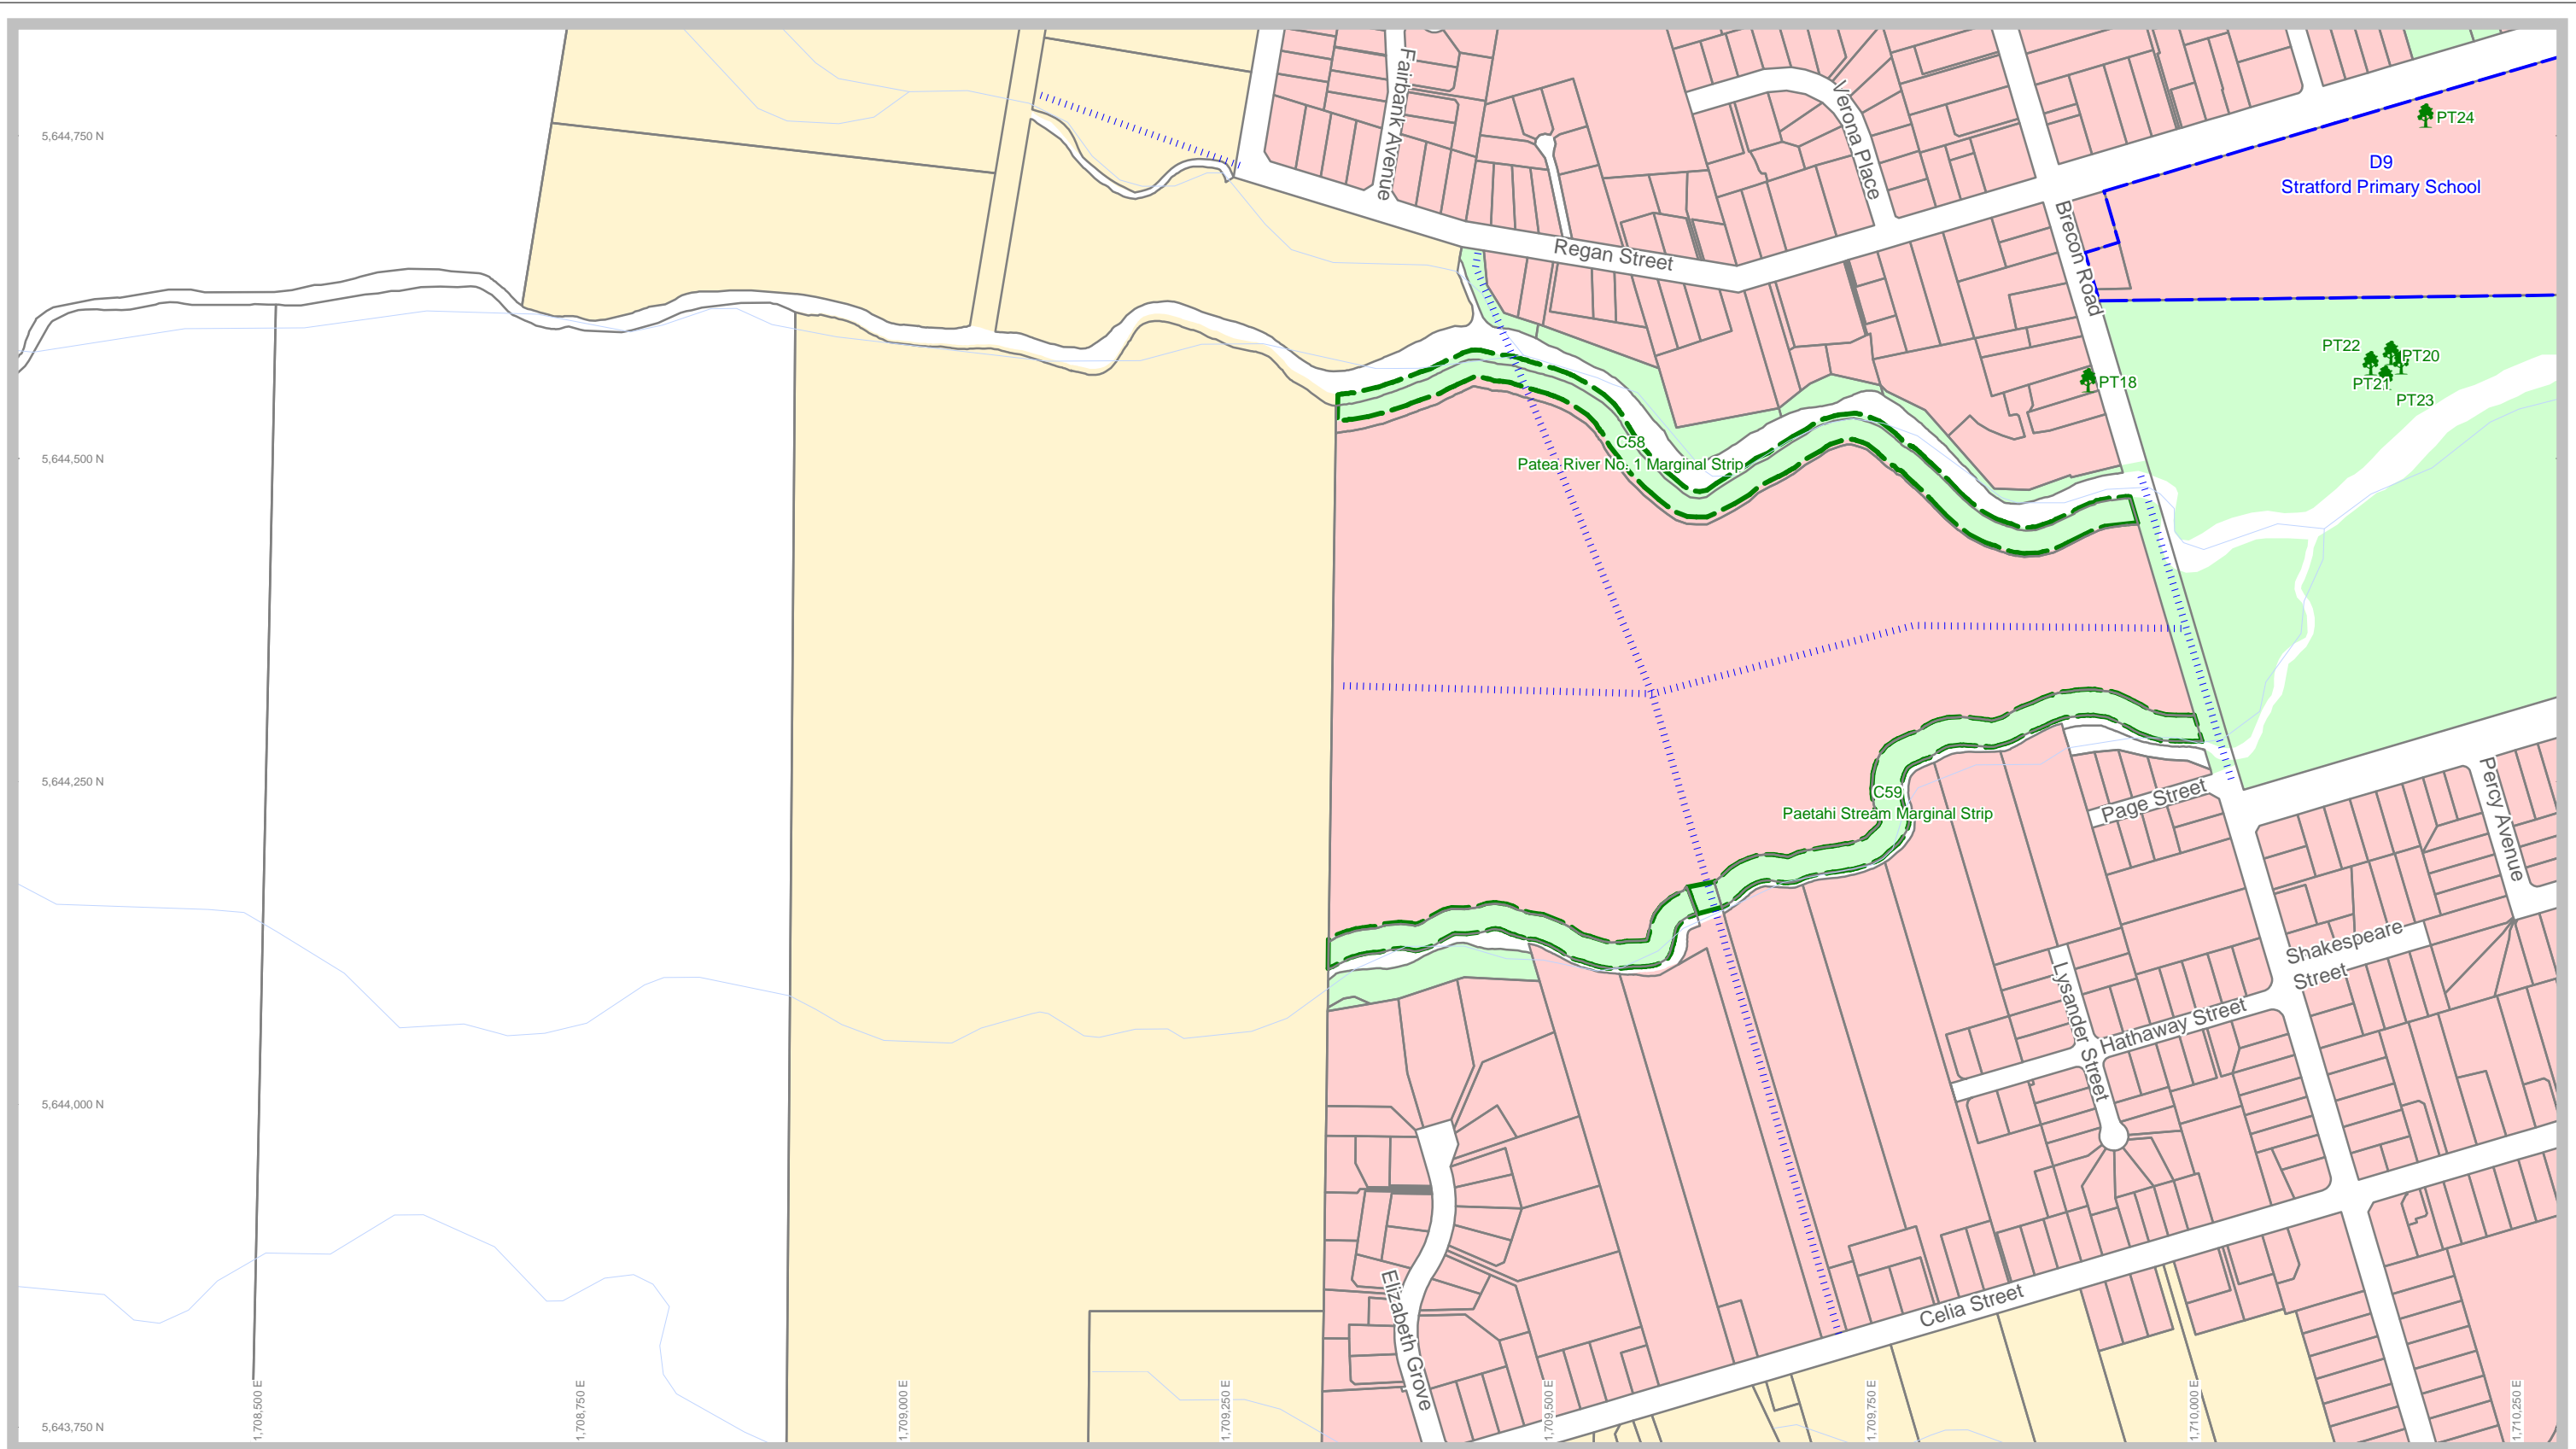 Fairbank Avenue
Verona Place
5,644,750 N
PT24
D9
Stratford Primary School
Regan Street
Brecon Road
PT22
PT20
PT18
PT21
PT23
C58
Patea River No. 1 Marginal Strip
5,644,500 N
5,644,250 N
C59
Paetahi Stream Marginal Strip
Page Street
Percy Avenue
Shakespeare
Street
Lysander Street
Hathaway Street
5,644,000 N
Elizabeth Grove
Celia Street
5,643,750 N
1,708,500 E
1,708,750 E
1,709,000 E
1,709,250 E
1,709,500 E
1,709,750 E
1,710,000 E
1,710,250 E